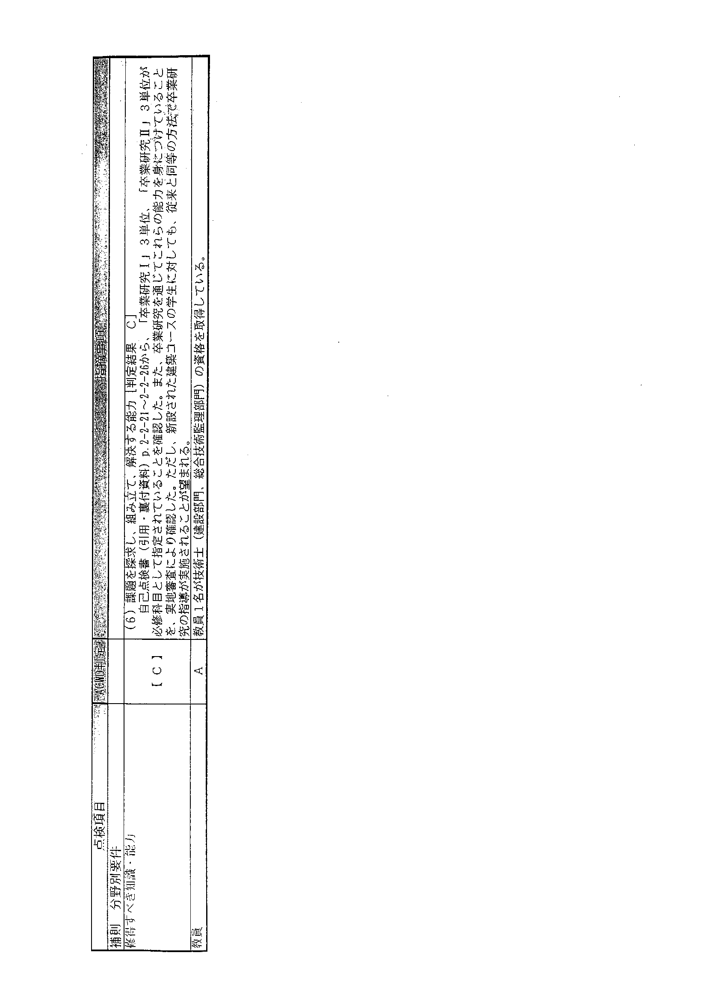 点検項目 ACWD判定 指摘事項
補則 分野別要件
修得すべき知識・能力
【 C 】
(6) 課題を探求し、組み立て、解決する能力 [判定結果 C]
自己点検書(引用・裏付資料)p.2-2-21~2-2-26から、「卒業研究Ⅰ」3単位、「卒業研究Ⅱ」3単位が
必修科目として指定されていることを確認した。また、卒業研究を通じてこれらの能力を身につけていること
を、実地審査により確認した。ただし、新設された建築コースの学生に対しても、従来と同等の方法で卒業研
究の指導が実施されることが望まれる。
教員 A 教員1名が技術士(建設部門、総合技術監理部門)の資格を取得している。